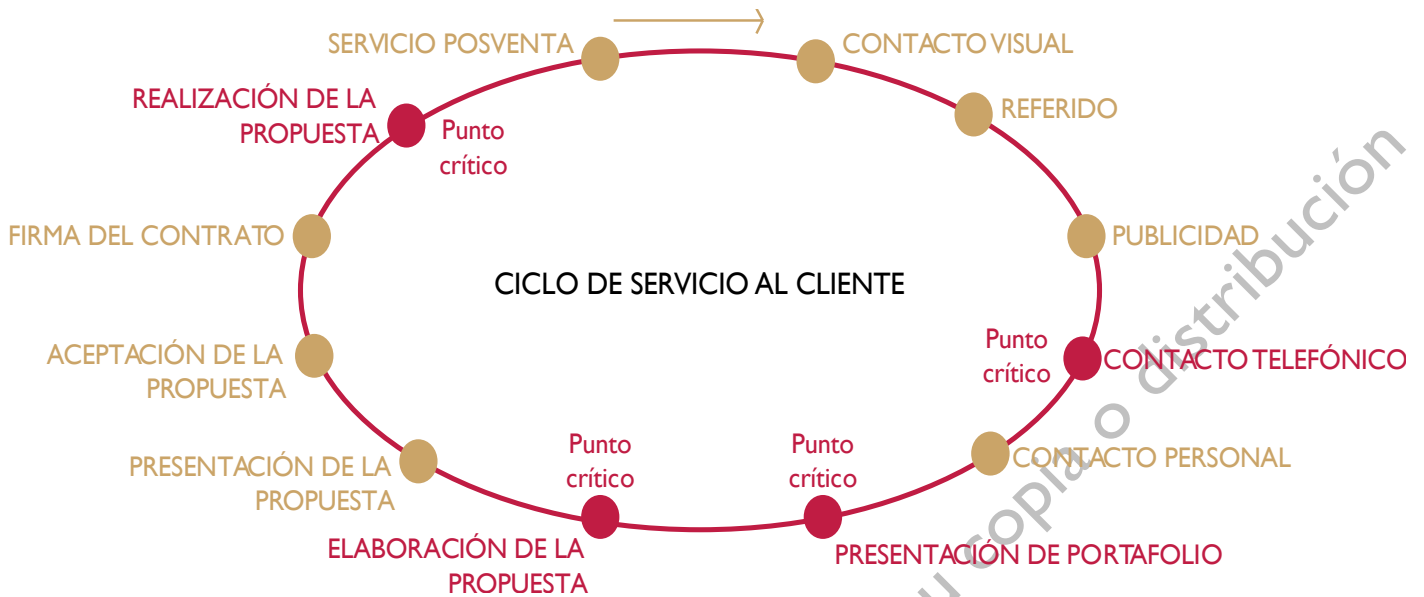 SERVICIO POSVENTA
CONTACTO VISUAL
REALIZACIÓN DE LA
PROPUESTA
Punto
crítico
REFERIDO
FIRMA DEL CONTRATO
PUBLICIDAD
CICLO DE SERVICIO AL CLIENTE
ACEPTACIÓN DE LA
PROPUESTA
Punto
crítico
CONTACTO TELEFÓNICO
PRESENTACIÓN DE LA
PROPUESTA
Punto
crítico
Punto
crítico
CONTACTO PERSONAL
ELABORACIÓN DE LA
PROPUESTA
PRESENTACIÓN DE PORTAFOLIO
u copia o distribución